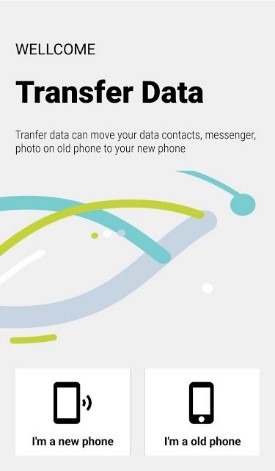 WELLCOME
Transfer Data
Tranfer data can move your data contacts, messenger,
photo on old phone to your new phone
I'm a new phone
I'm a old phone